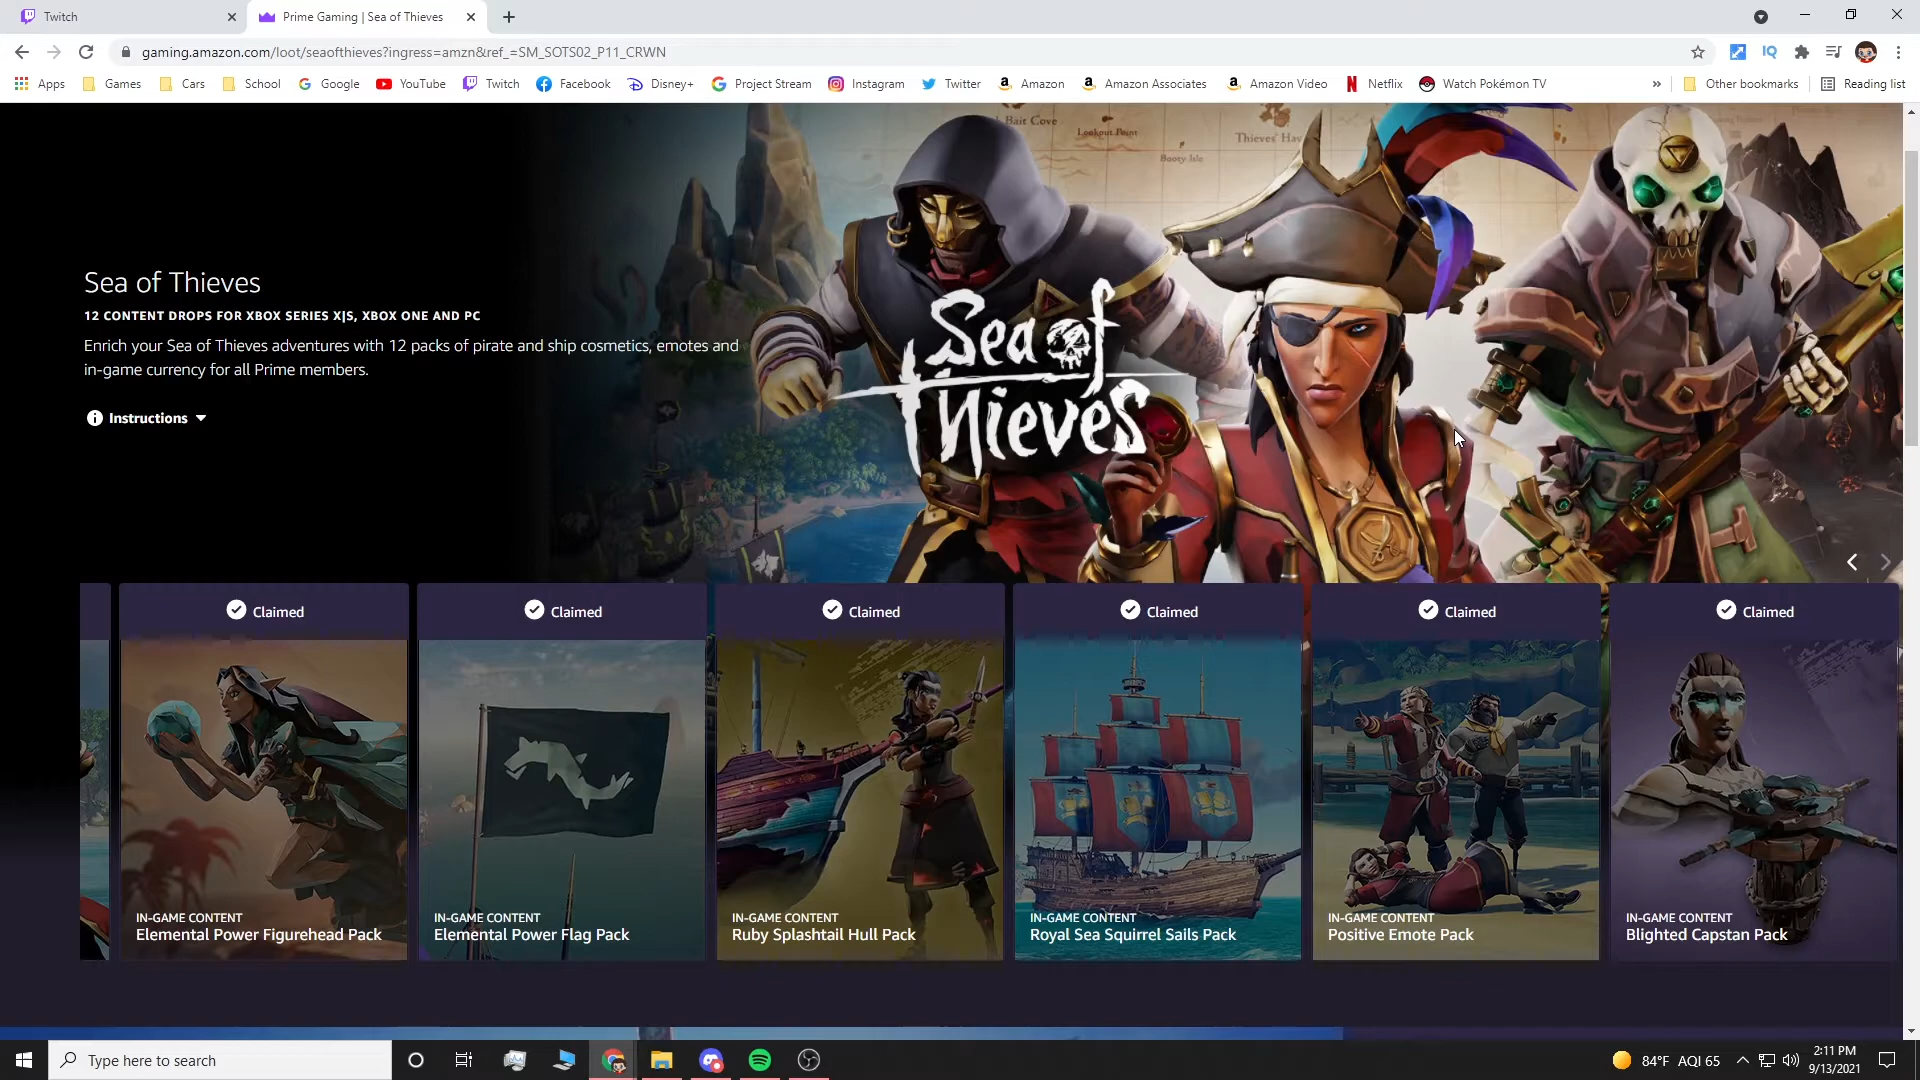 Twitch
Prime Gaming | Sea of Thieves
gaming.amazon.com/loot/seaofthieves?ingress=amzn&ref_=SM_SOTS02_P11_CRWN
IQ
Apps Games Cars School Google YouTube Twitch Facebook Disney+ Project Stream Instagram Twitter Amazon Amazon Associates Amazon Video Netflix Watch Pokémon TV » Other bookmarks Reading list
Bait Cove
Lookout Point
Thieves' Hav
Booty Isle
Sea of Thieves
12 CONTENT DROPS FOR XBOX SERIES X|S, XBOX ONE AND PC
Enrich your Sea of Thieves adventures with 12 packs of pirate and ship cosmetics, emotes and
in-game currency for all Prime members.
Instructions
Sea of
Thieves
Claimed
IN-GAME CONTENT
Elemental Power Figurehead Pack
Claimed
IN-GAME CONTENT
Elemental Power Flag Pack
Claimed
IN-GAME CONTENT
Ruby Splashtail Hull Pack
Claimed
IN-GAME CONTENT
Royal Sea Squirrel Sails Pack
Claimed
IN-GAME CONTENT
Positive Emote Pack
Claimed
IN-GAME CONTENT
Blighted Capstan Pack
Type here to search
84°F AQI 65
2:11 PM
9/13/2021